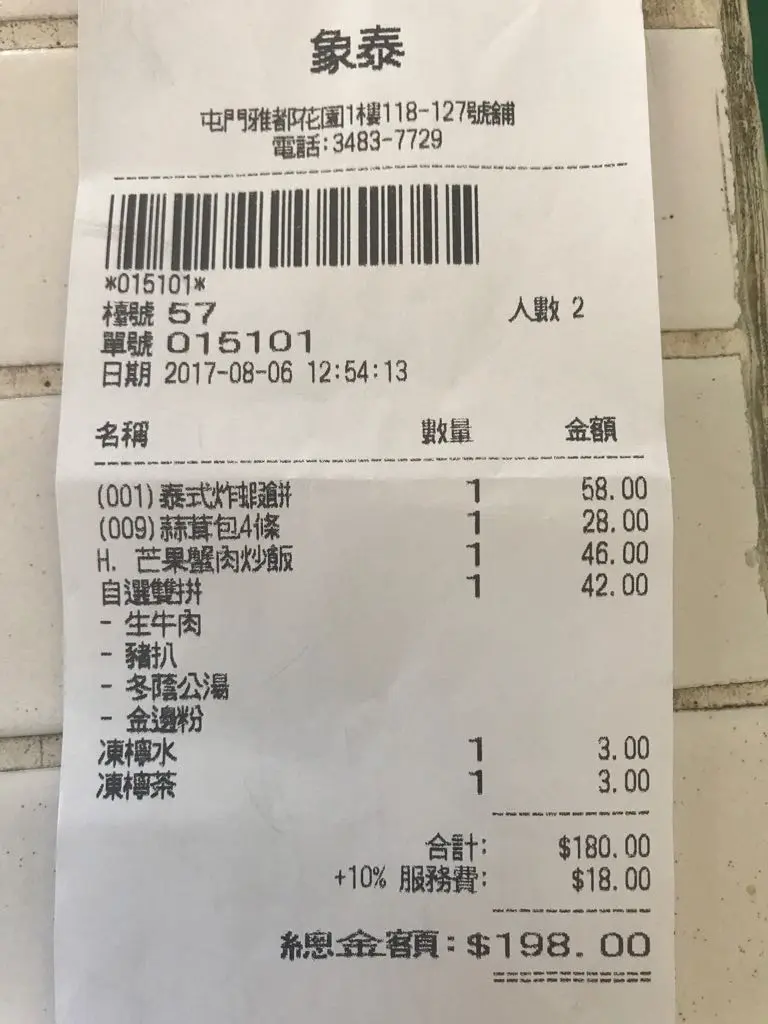 象泰
屯門雅都花園1樓118-127號舖
電話:3483-7729
*015101*
檯號 57 人數 2
單號 015101
日期 2017-08-06 12:54:13
名稱 數量 金額
(001)泰式炸蝦餅 1 58.00
(009)蒜茸包4條 1 28.00
H. 芒果蟹肉炒飯 1 46.00
自選雙拼 1 42.00
- 生牛肉
- 豬扒
- 冬陰公湯
- 金邊粉
凍檸水 1 3.00
凍檸茶 1 3.00
合計: $180.00
+10% 服務費: $18.00
總金額: $198.00